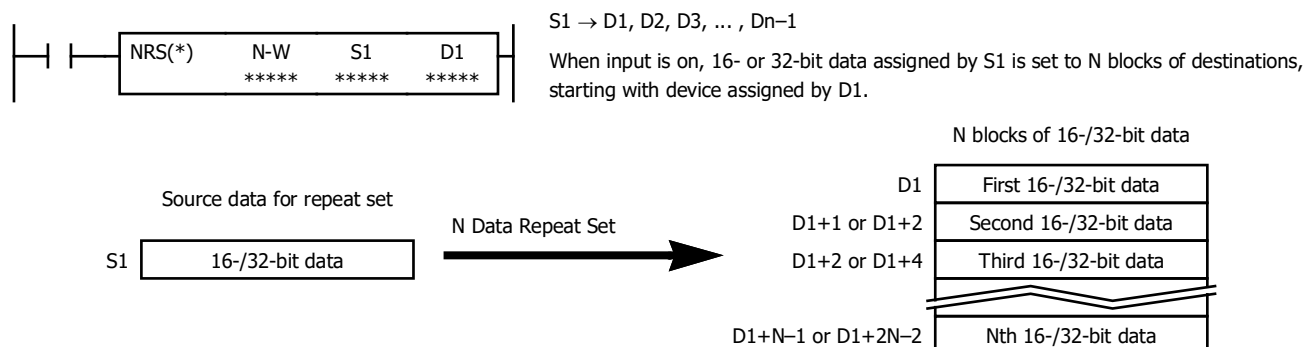 S1 → D1, D2, D3, ... , Dn–1
NRS(*) N-W S1 D1
***** ***** *****
When input is on, 16- or 32-bit data assigned by S1 is set to N blocks of destinations,
starting with device assigned by D1.
N blocks of 16-/32-bit data
D1 First 16-/32-bit data
Source data for repeat set
N Data Repeat Set
D1+1 or D1+2 Second 16-/32-bit data
S1 16-/32-bit data
D1+2 or D1+4 Third 16-/32-bit data
D1+N–1 or D1+2N–2 Nth 16-/32-bit data